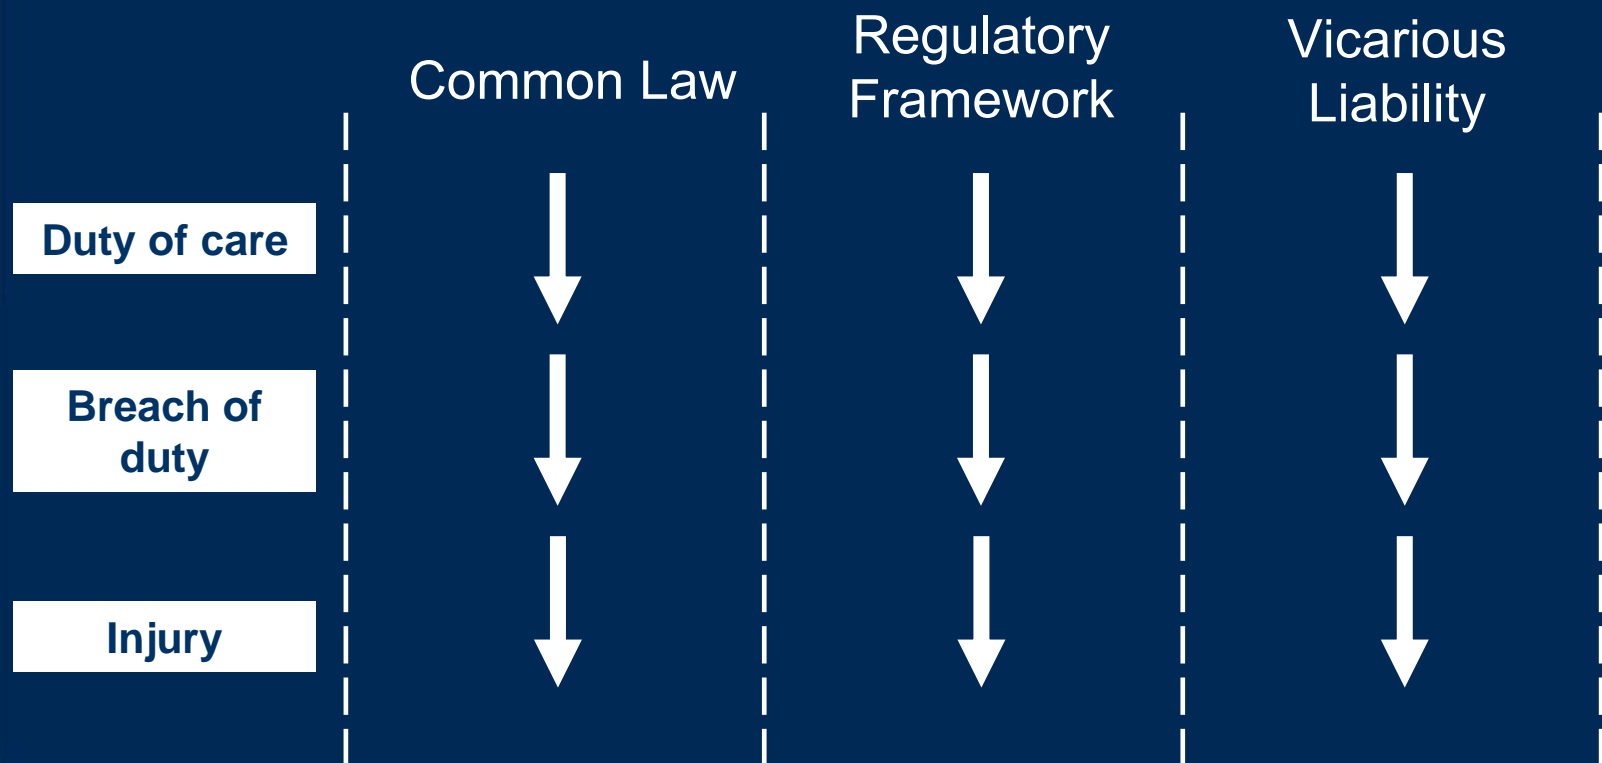 Common Law
Regulatory
Framework
Vicarious
Liability
Duty of care
Breach of
duty
Injury